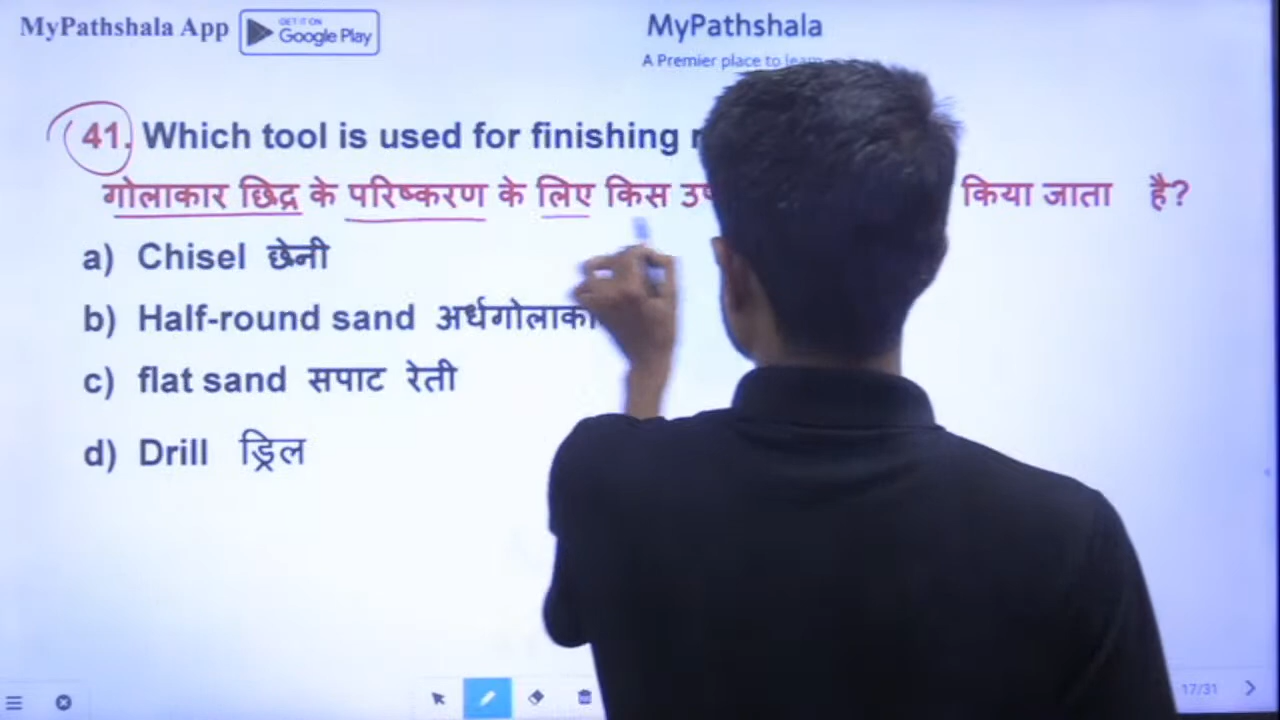 MyPathshala App
GET IT ON
Google Play
MyPathshala
A Premier place to learn
41. Which tool is used for finishing
गोलाकार छिद्र के परिष्करण के लिए किस किया जाता है?
a) Chisel छेनी
b) Half-round sand
c) flat sand सपाट रेती
d) Drill ड्रिल
17/31